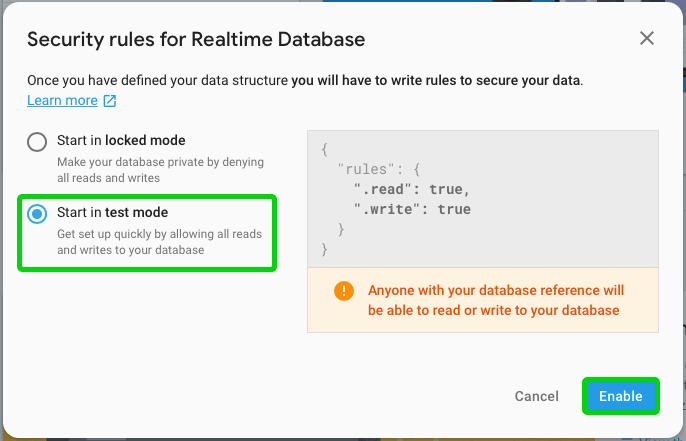 Security rules for Realtime Database
Once you have defined your data structure you will have to write rules to secure your data.
Learn more
Start in locked mode
Make your database private by denying
all reads and writes
Start in test mode
Get set up quickly by allowing all reads
and writes to your database
{
"rules": {
".read": true,
".write": true
}
}
Anyone with your database reference will
be able to read or write to your database
Cancel
Enable